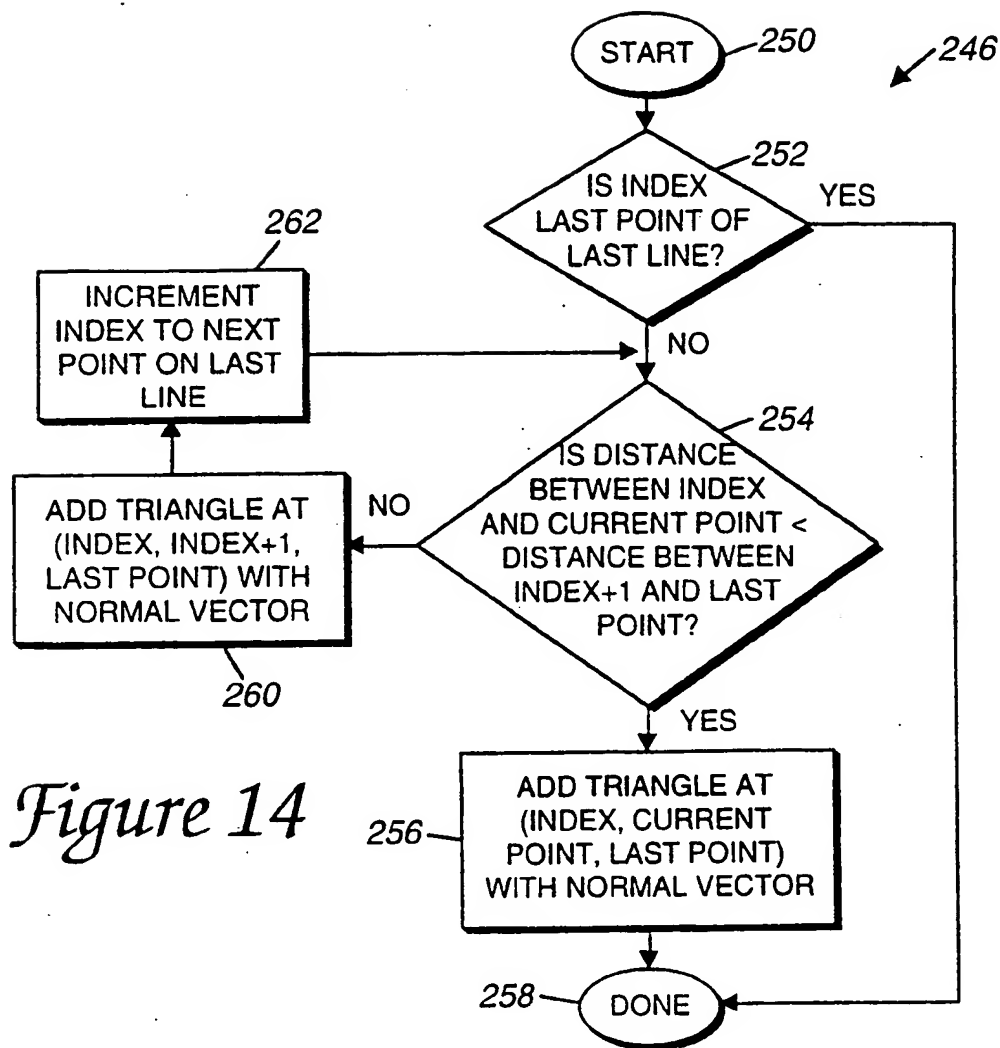 START
250
246
252
IS INDEX
LAST POINT OF
LAST LINE?
YES
262
INCREMENT
INDEX TO NEXT
POINT ON LAST
LINE
NO
254
IS DISTANCE
BETWEEN INDEX
AND CURRENT POINT <
DISTANCE BETWEEN
INDEX+1 AND LAST
POINT?
NO
ADD TRIANGLE AT
(INDEX, INDEX+1,
LAST POINT) WITH
NORMAL VECTOR
260
YES
ADD TRIANGLE AT
(INDEX, CURRENT
POINT, LAST POINT)
WITH NORMAL VECTOR
256
Figure 14
258
DONE